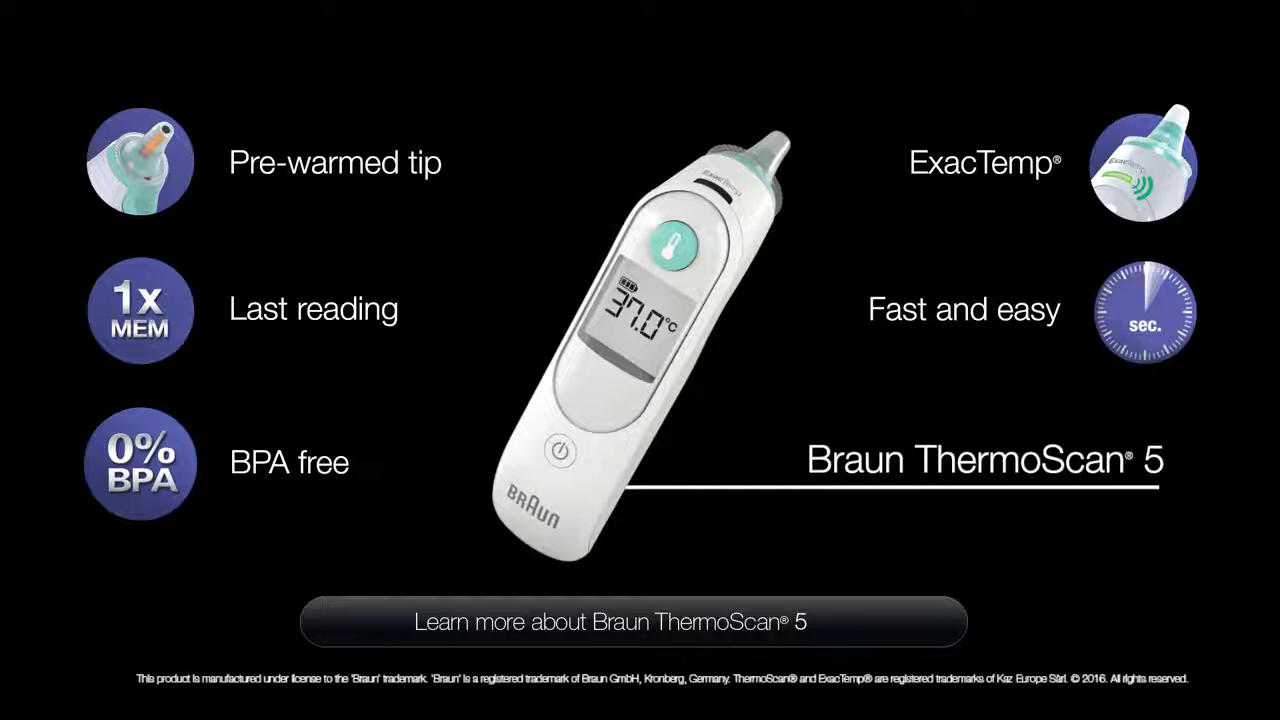 Pre-warmed tip
1x
MEM
Last reading
0%
BPA
BPA free
ExacTemp
37.0°C
BRAUN
ExacTemp®
ExacTemp
Fast and easy
sec.
Braun ThermoScan® 5
Learn more about Braun ThermoScan® 5
This product is manufactured under license to the 'Braun' trademark. 'Braun' is a registered trademark of Braun GmbH, Kronberg, Germany. ThermoScan® and ExacTemp® are registered trademarks of Kaz Europe Sàrl. © 2016. All rights reserved.